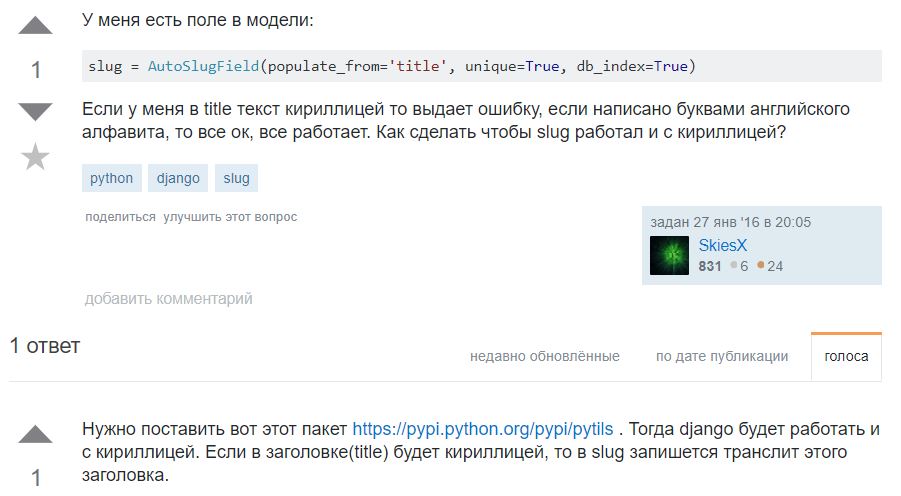 У меня есть поле в модели:
1
slug = AutoSlugField(populate_from='title', unique=True, db_index=True)
Если у меня в title текст кириллицей то выдает ошибку, если написано буквами английского
алфавита, то все ок, все работает. Как сделать чтобы slug работал и с кириллицей?
python django slug
поделиться улучшить этот вопрос
задан 27 янв '16 в 20:05
SkiesX
831 6 24
добавить комментарий
1 ответ
недавно обновлённые по дате публикации голоса
Нужно поставить вот этот пакет https://pypi.python.org/pypi/pytils . Тогда django будет работать и
с кириллицей. Если в заголовке(title) будет кириллицей, то в slug запишется транслит этого
заголовка.
1